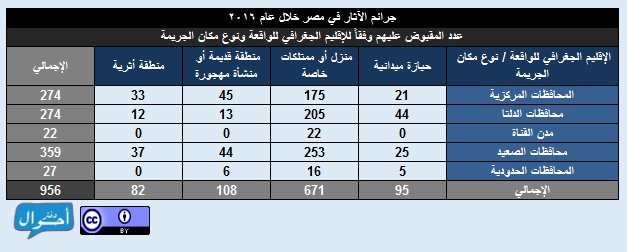 جرائم الآثار في مصر خلال عام ٢٠١٦
عدد المقبوض عليهم وفقاً للإقليم الجغرافي للواقعة ونوع مكان الجريمة
الإقليم الجغرافي للواقعة / نوع مكان الجريمة حيازة ميدانية منزل أو ممتلكات خاصة منطقة قديمة أو منشأة مهجورة منطقة أثرية الإجمالي
المحافظات المركزية 21 175 45 33 274
محافظات الدلتا 44 205 13 12 274
مدن القناة 0 22 0 0 22
محافظات الصعيد 25 253 44 37 359
المحافظات الحدودية 5 16 6 0 27
الإجمالي 95 671 108 82 956
دفتر أحوال
cc BY